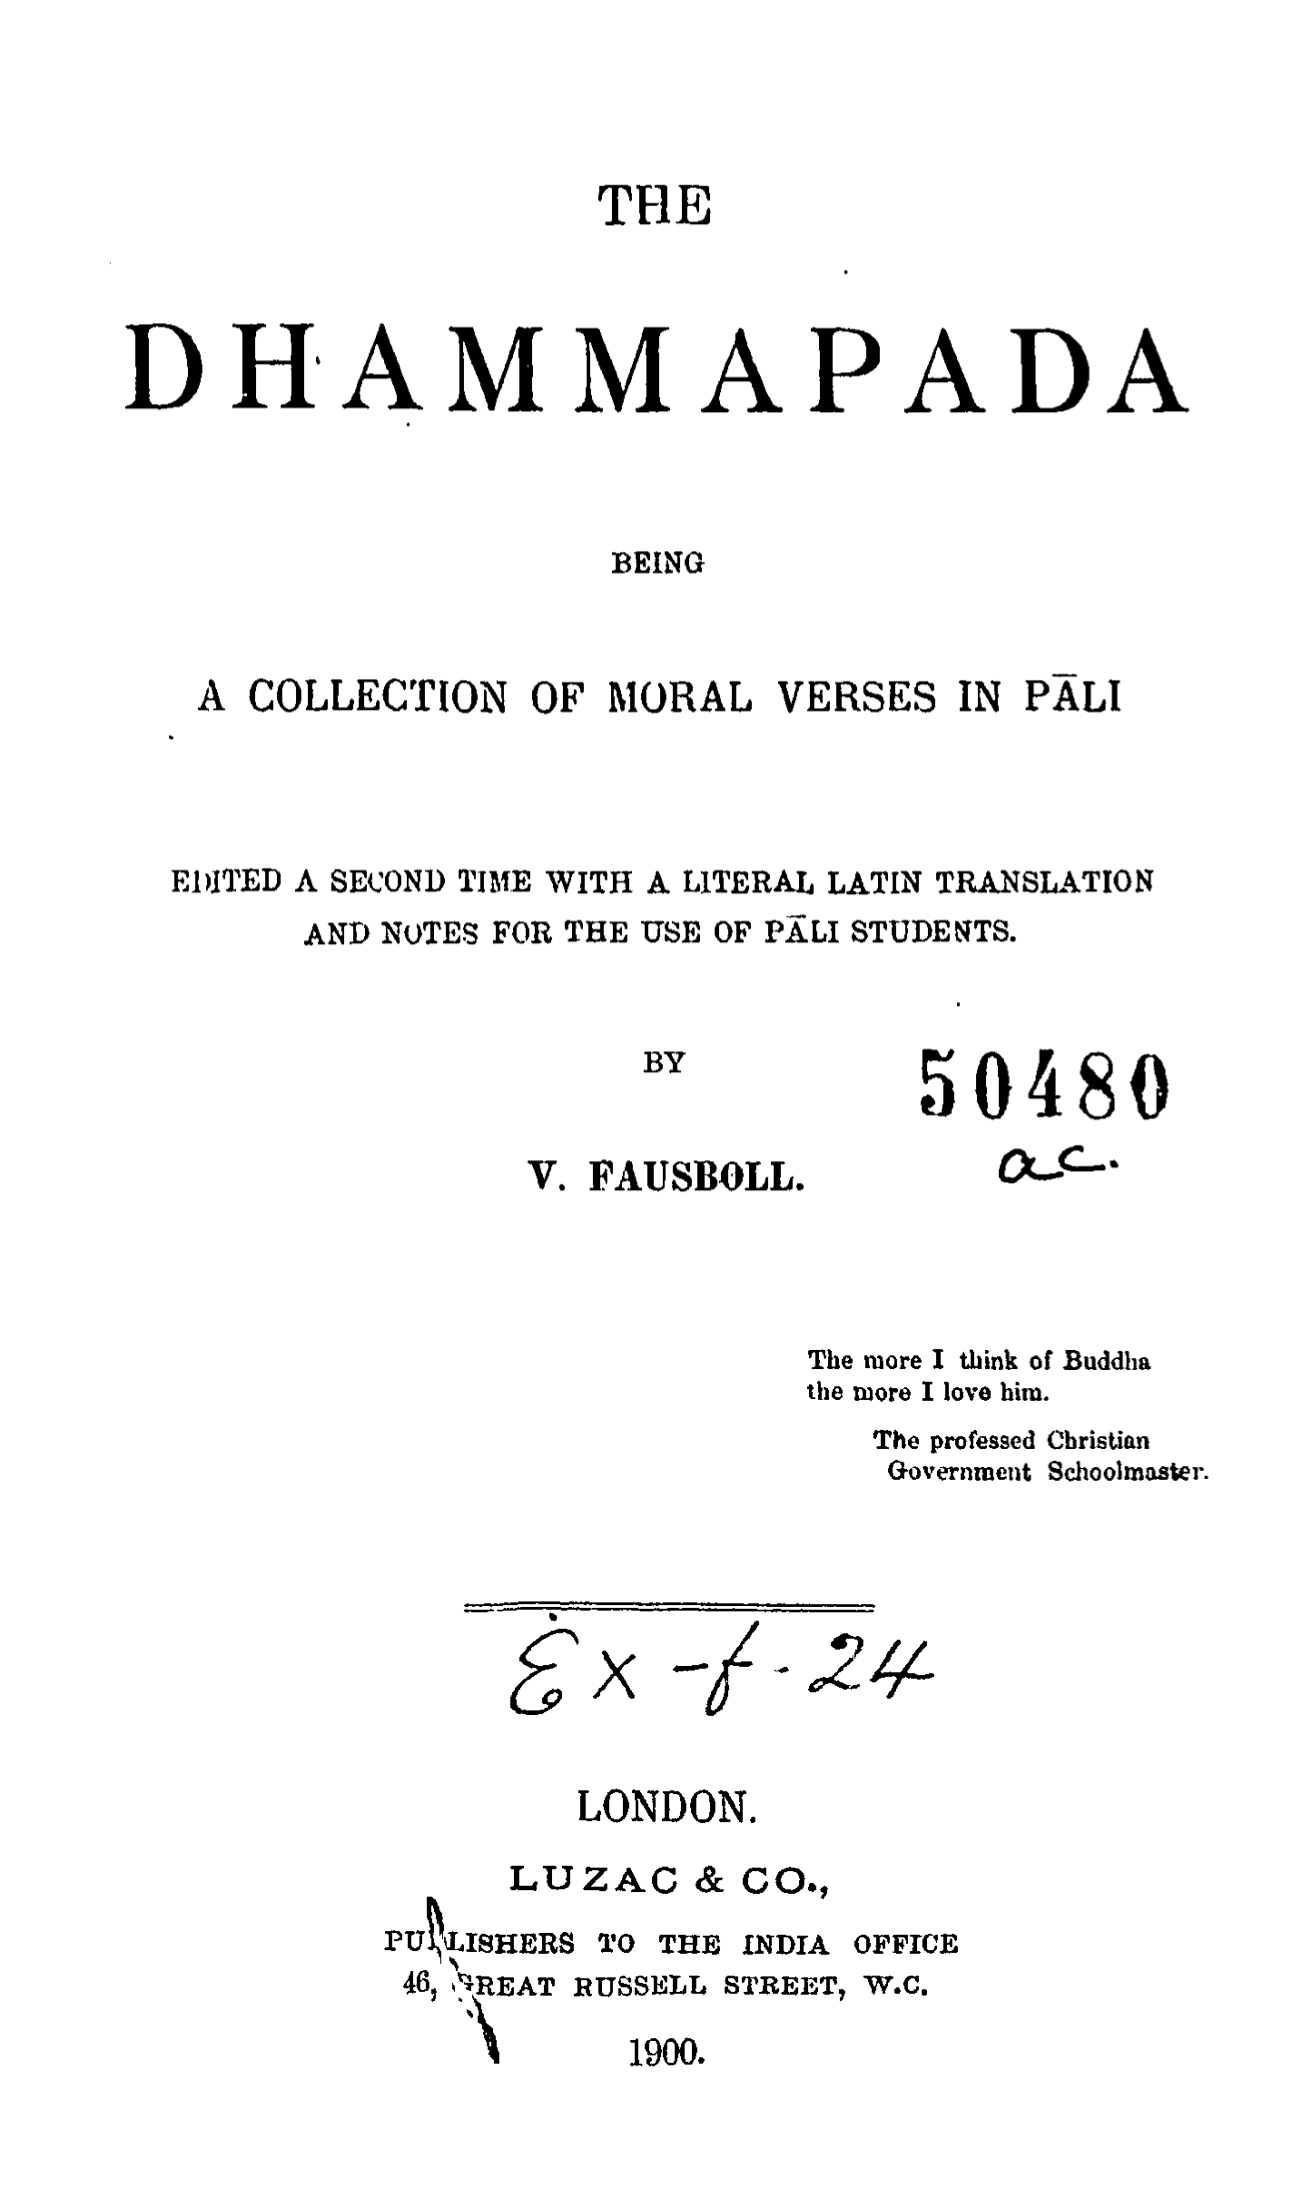 THE
DHAMMAPADA
BEING
A COLLECTION OF MORAL VERSES IN PĀLI
EDITED A SECOND TIME WITH A LITERAL LATIN TRANSLATION
AND NOTES FOR THE USE OF PĀLI STUDENTS.
BY
50480
ac.
V. FAUSBOLL.
The more I think of Buddha
the more I love him.
The professed Christian
Government Schoolmaster.
Ex-f-24
LONDON.
LUZAC & CO.,
PUBLISHERS TO THE INDIA OFFICE
46, GREAT RUSSELL STREET, W.C.
1900.